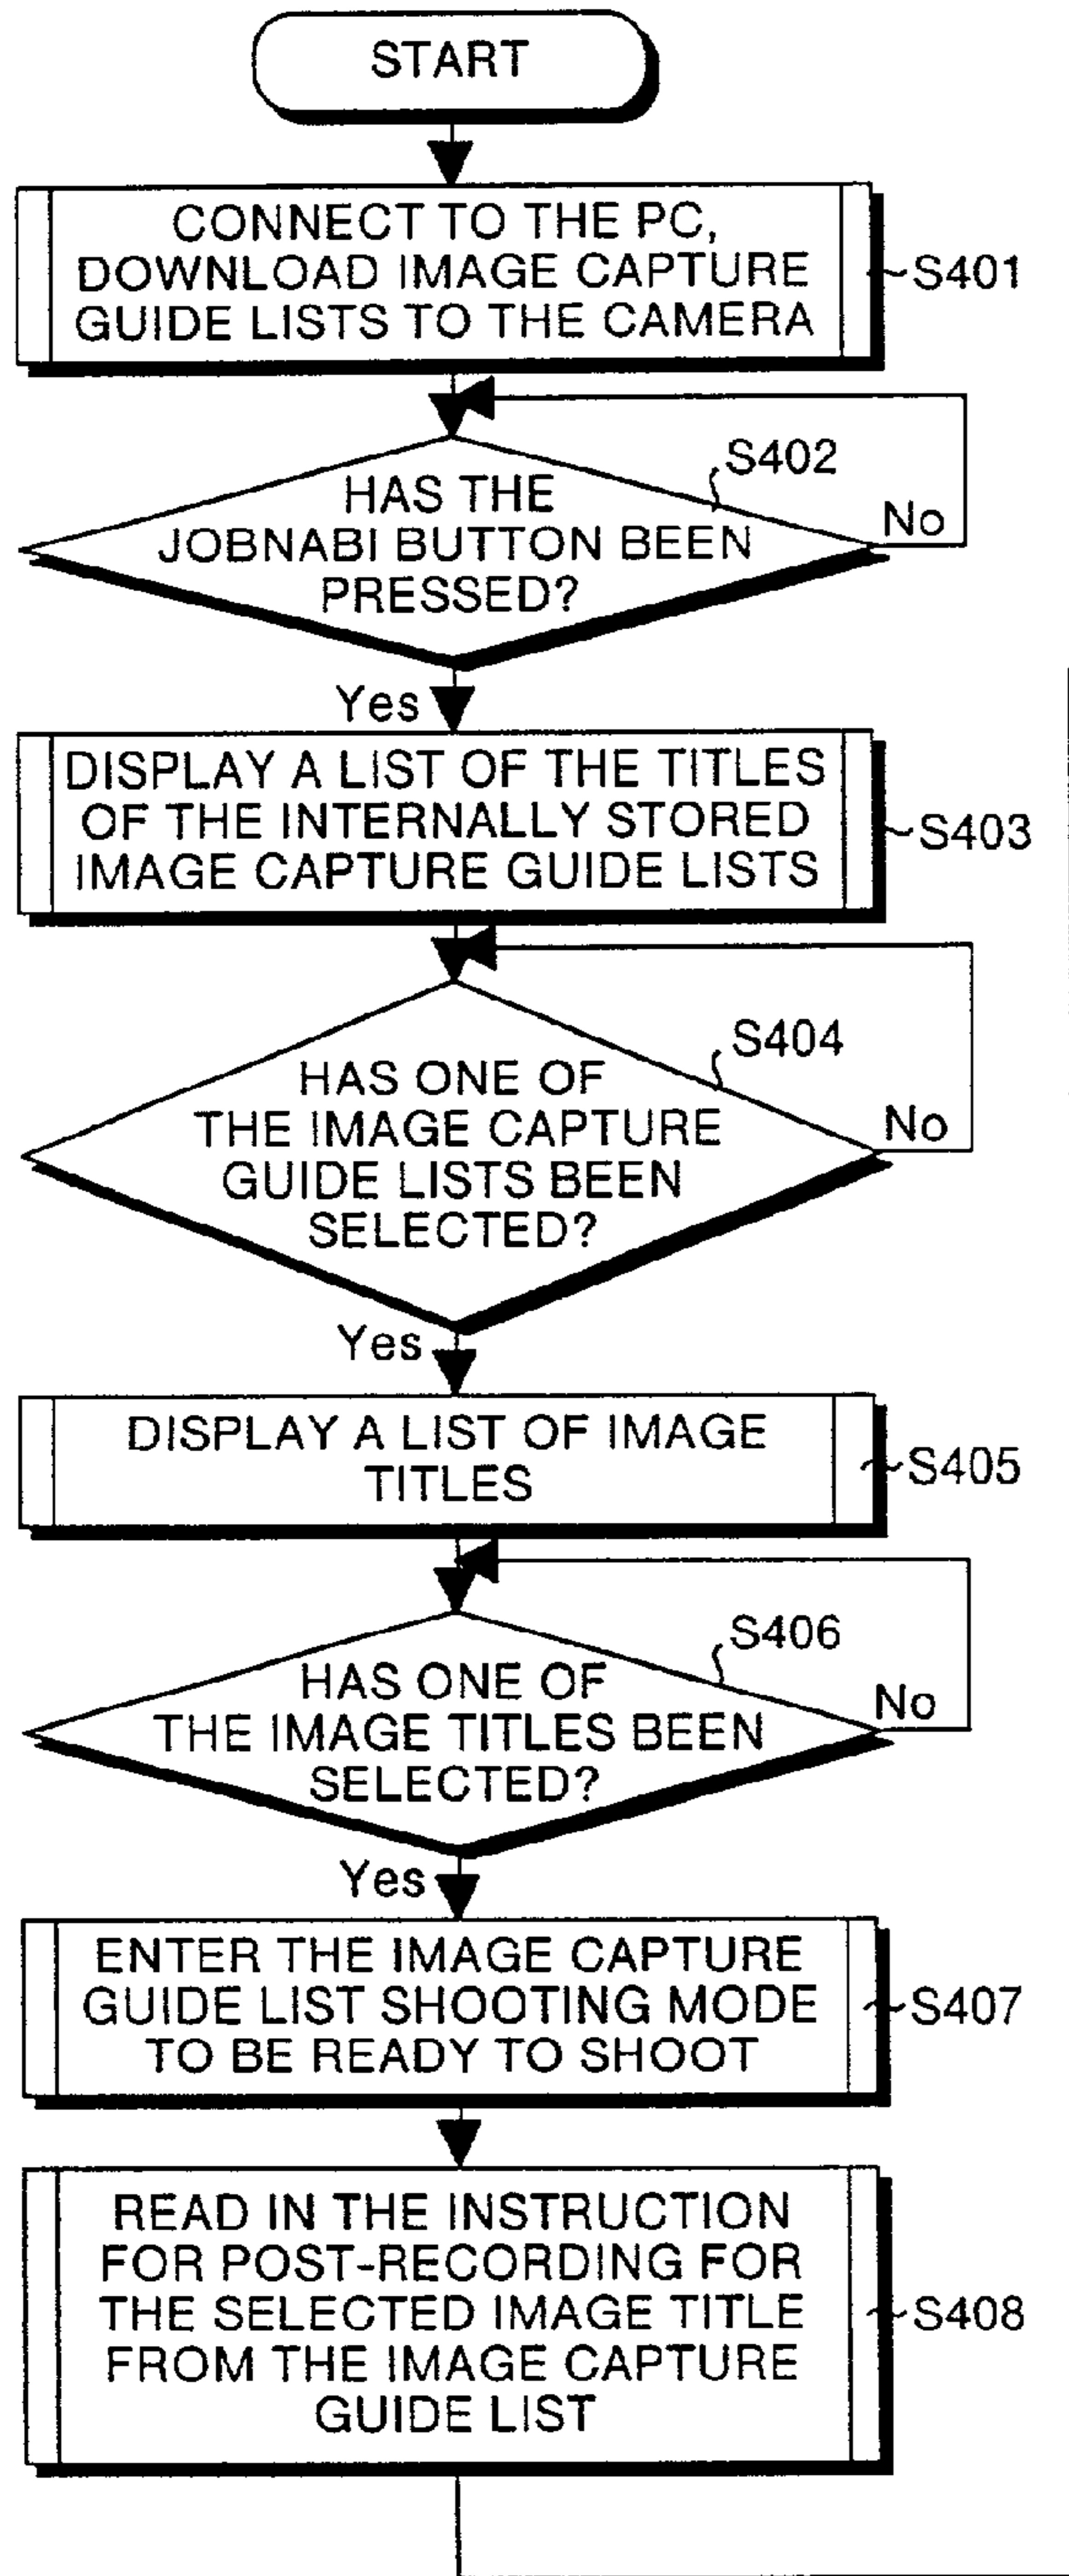 START
CONNECT TO THE PC,
DOWNLOAD IMAGE CAPTURE
GUIDE LISTS TO THE CAMERA
S401
S402
HAS THE
JOBNABI BUTTON BEEN
PRESSED?
No
Yes
DISPLAY A LIST OF THE TITLES
OF THE INTERNALLY STORED
IMAGE CAPTURE GUIDE LISTS
S403
S404
HAS ONE OF
THE IMAGE CAPTURE
GUIDE LISTS BEEN
SELECTED?
No
Yes
DISPLAY A LIST OF IMAGE
TITLES
S405
S406
HAS ONE OF
THE IMAGE TITLES BEEN
SELECTED?
No
Yes
ENTER THE IMAGE CAPTURE
GUIDE LIST SHOOTING MODE
TO BE READY TO SHOOT
S407
READ IN THE INSTRUCTION
FOR POST-RECORDING FOR
THE SELECTED IMAGE TITLE
FROM THE IMAGE CAPTURE
GUIDE LIST
S408